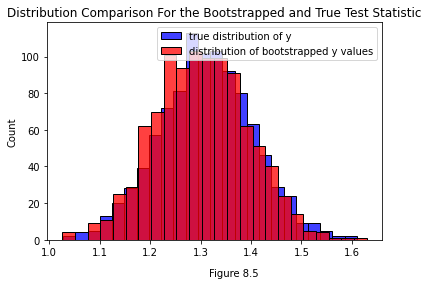 Distribution Comparison For the Bootstrapped and True Test Statistic
true distribution of y
distribution of bootstrapped y values
Count
100
80
60
40
20
0
1.0 1.1 1.2 1.3 1.4 1.5 1.6
Figure 8.5